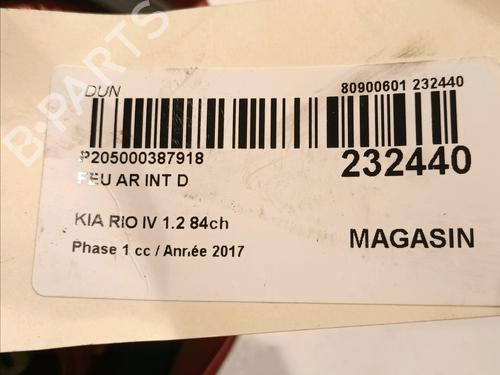 DUN
80900601 232440
P205000387918
232440
FEU AR INT D
KIA RIO IV 1.2 84ch
MAGASIN
Phase 1 cc / Année 2017
B-PARTS